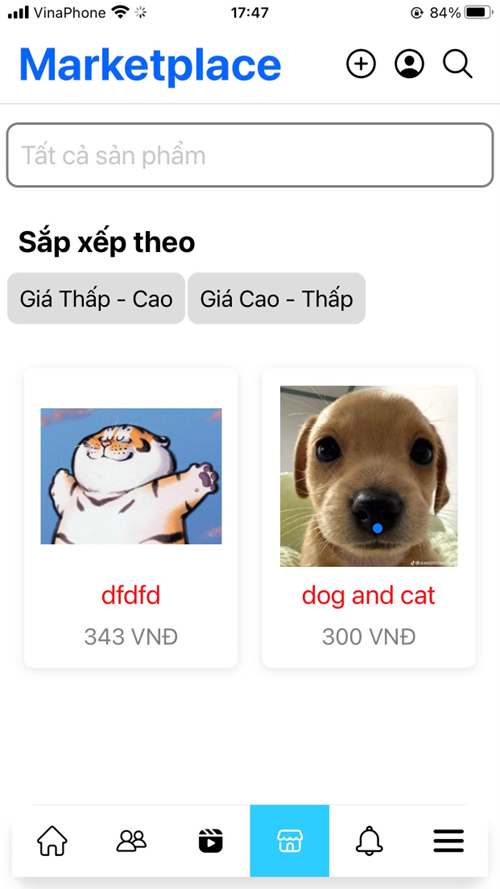 VinaPhone 17:47 84%
Marketplace
Tất cả sản phẩm
Sắp xếp theo
Giá Thấp - Cao Giá Cao - Thấp
dfdfd dog and cat
343 VNĐ 300 VNĐ